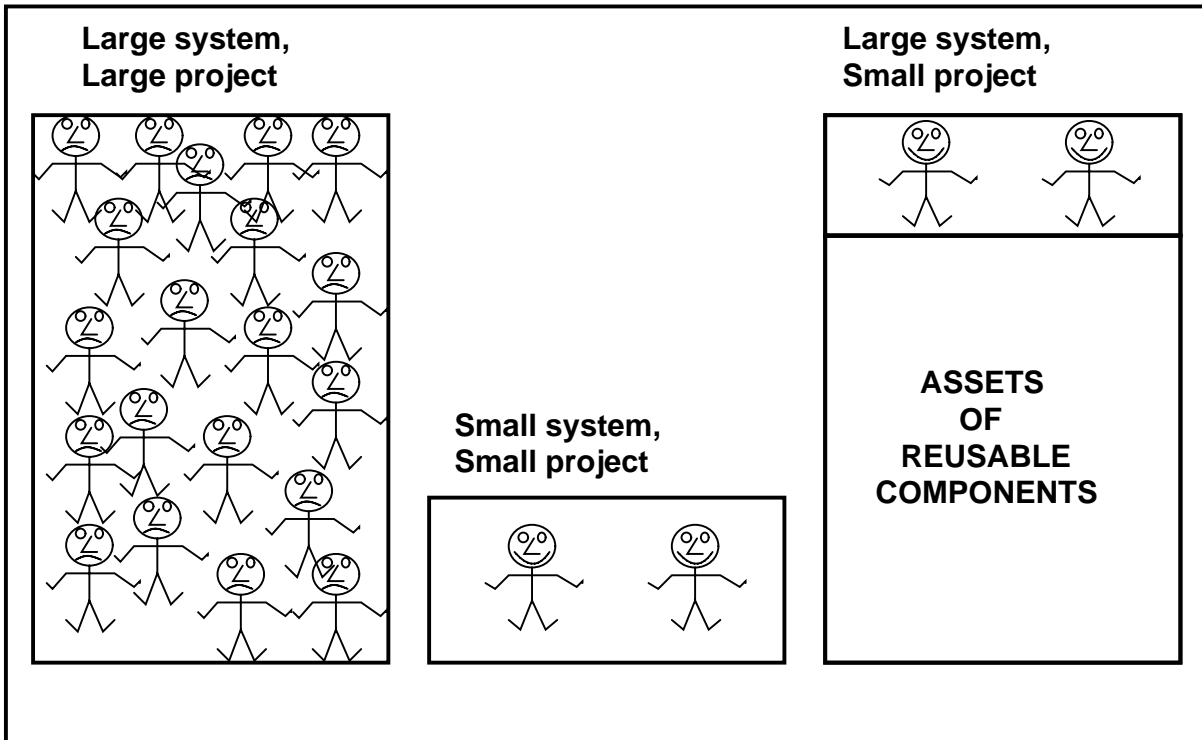 Large system,
Large project
Small system,
Small project
Large system,
Small project
ASSETS
OF
REUSABLE
COMPONENTS